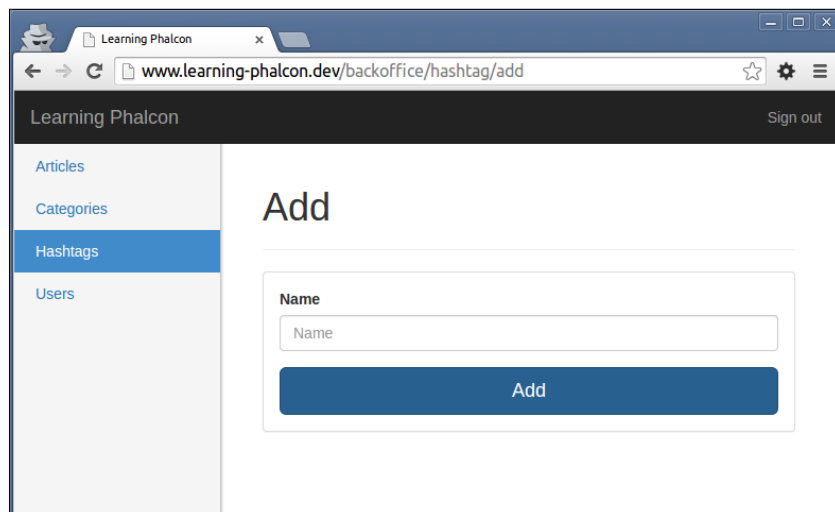 Learning Phalcon
www.learning-phalcon.dev/backoffice/hashtag/add
Learning Phalcon
Sign out
Articles
Categories
Hashtags
Users
Add
Name
Name
Add